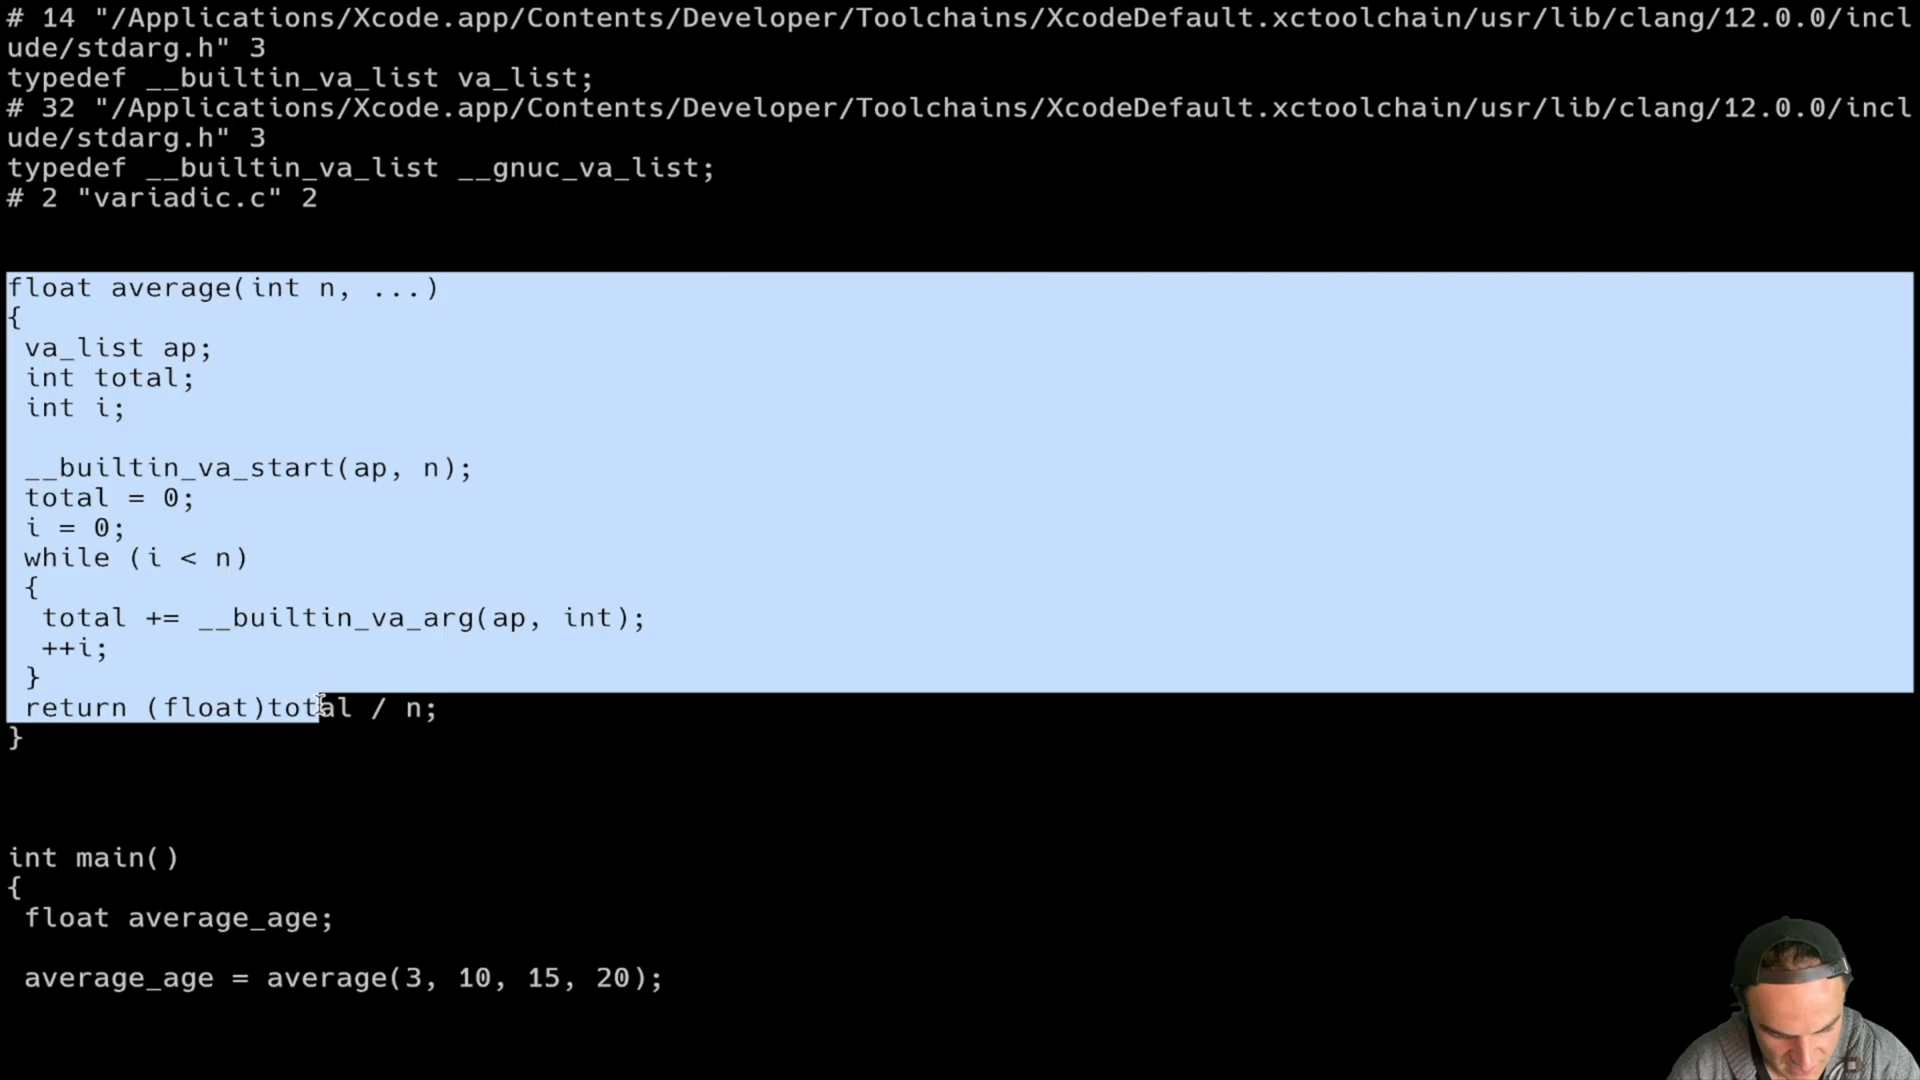 # 14 "/Applications/Xcode.app/Contents/Developer/Toolchains/XcodeDefault.xctoolchain/usr/lib/clang/12.0.0/incl
ude/stdarg.h" 3
typedef __builtin_va_list va_list;
# 32 "/Applications/Xcode.app/Contents/Developer/Toolchains/XcodeDefault.xctoolchain/usr/lib/clang/12.0.0/incl
ude/stdarg.h" 3
typedef __builtin_va_list __gnuc_va_list;
# 2 "variadic.c" 2
float average(int n, ...)
{
 va_list ap;
 int total;
 int i;
 __builtin_va_start(ap, n);
 total = 0;
 i = 0;
 while (i < n)
 {
  total += __builtin_va_arg(ap, int);
  ++i;
 }
 return (float)total / n;
}
int main()
{
 float average_age;
 average_age = average(3, 10, 15, 20);